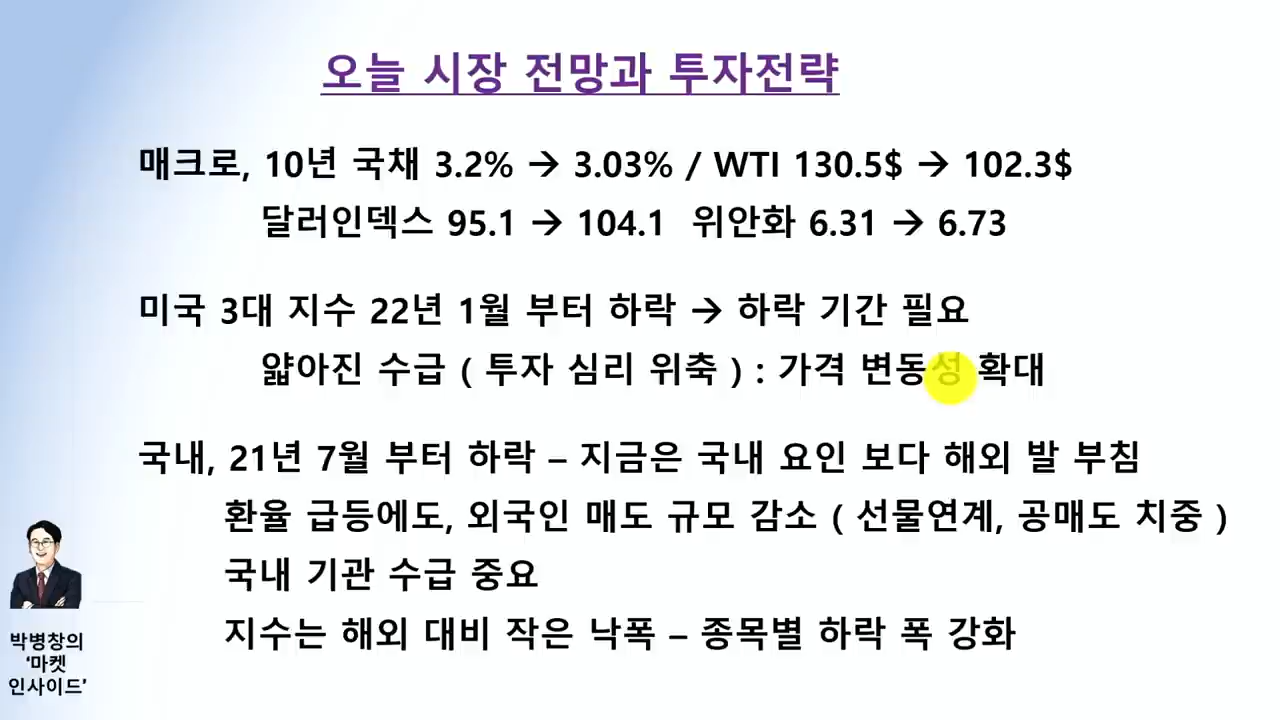 오늘 시장 전망과 투자전략
매크로, 10년 국채 3.2% → 3.03% / WTI 130.5$ → 102.3$
달러인덱스 95.1 → 104.1 위안화 6.31 → 6.73
미국 3대 지수 22년 1월 부터 하락 → 하락 기간 필요
얇아진 수급 ( 투자 심리 위축 ) : 가격 변동성 확대
국내, 21년 7월 부터 하락 – 지금은 국내 요인 보다 해외 발 부침
환율 급등에도, 외국인 매도 규모 감소 ( 선물연계, 공매도 치중 )
국내 기관 수급 중요
지수는 해외 대비 작은 낙폭 – 종목별 하락 폭 강화
박병창의
‘마켓
인사이드’